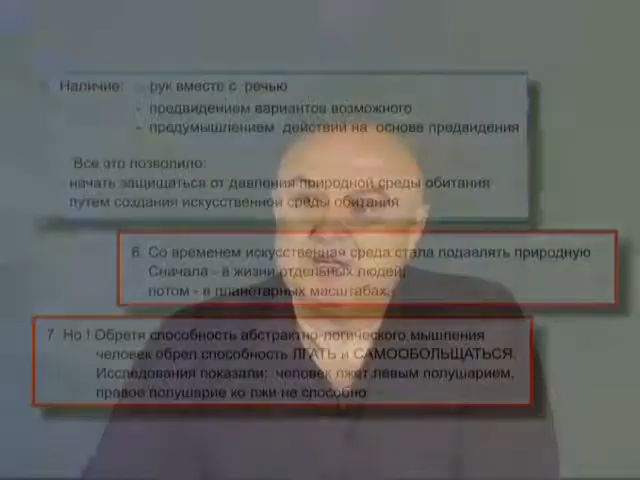 Наличие: - рук вместе с речью
- предвидением вариантов возможного
- предумышлением действий на основе предвидения
Все это позволило:
начать защищаться от давления природной среды обитания
путем создания искусственной среды обитания
6. Со временем искусственная среда стала подавлять природную
Сначала - в жизни отдельных людей,
потом - в планетарных масштабах.
7 Но ! Обретя способность абстрактно-логического мышления
человек обрел способность ЛГАТЬ и САМООБОЛЬЩАТЬСЯ.
Исследования показали: человек лжет левым полушарием,
правое полушарие ко лжи не способно